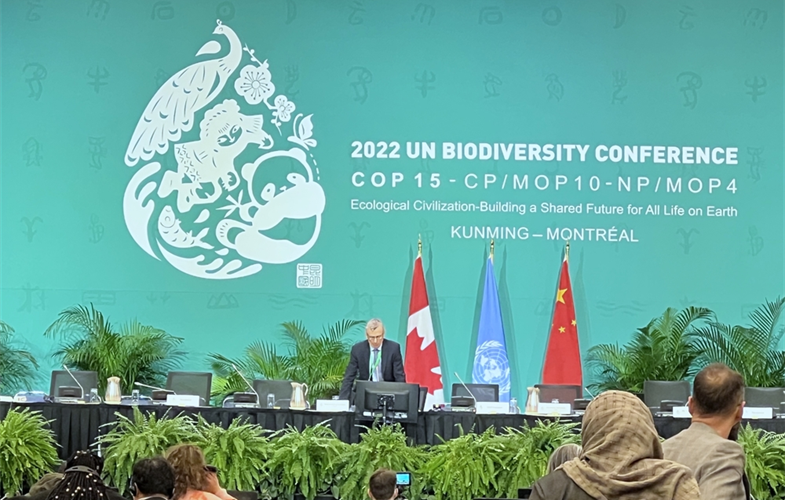 2022 UN BIODIVERSITY CONFERENCE
COP 15 - CP/MOP10-NP/MOP4
Ecological Civilization-Building a Shared Future for All Life on Earth
KUNMING – MONTRÉAL